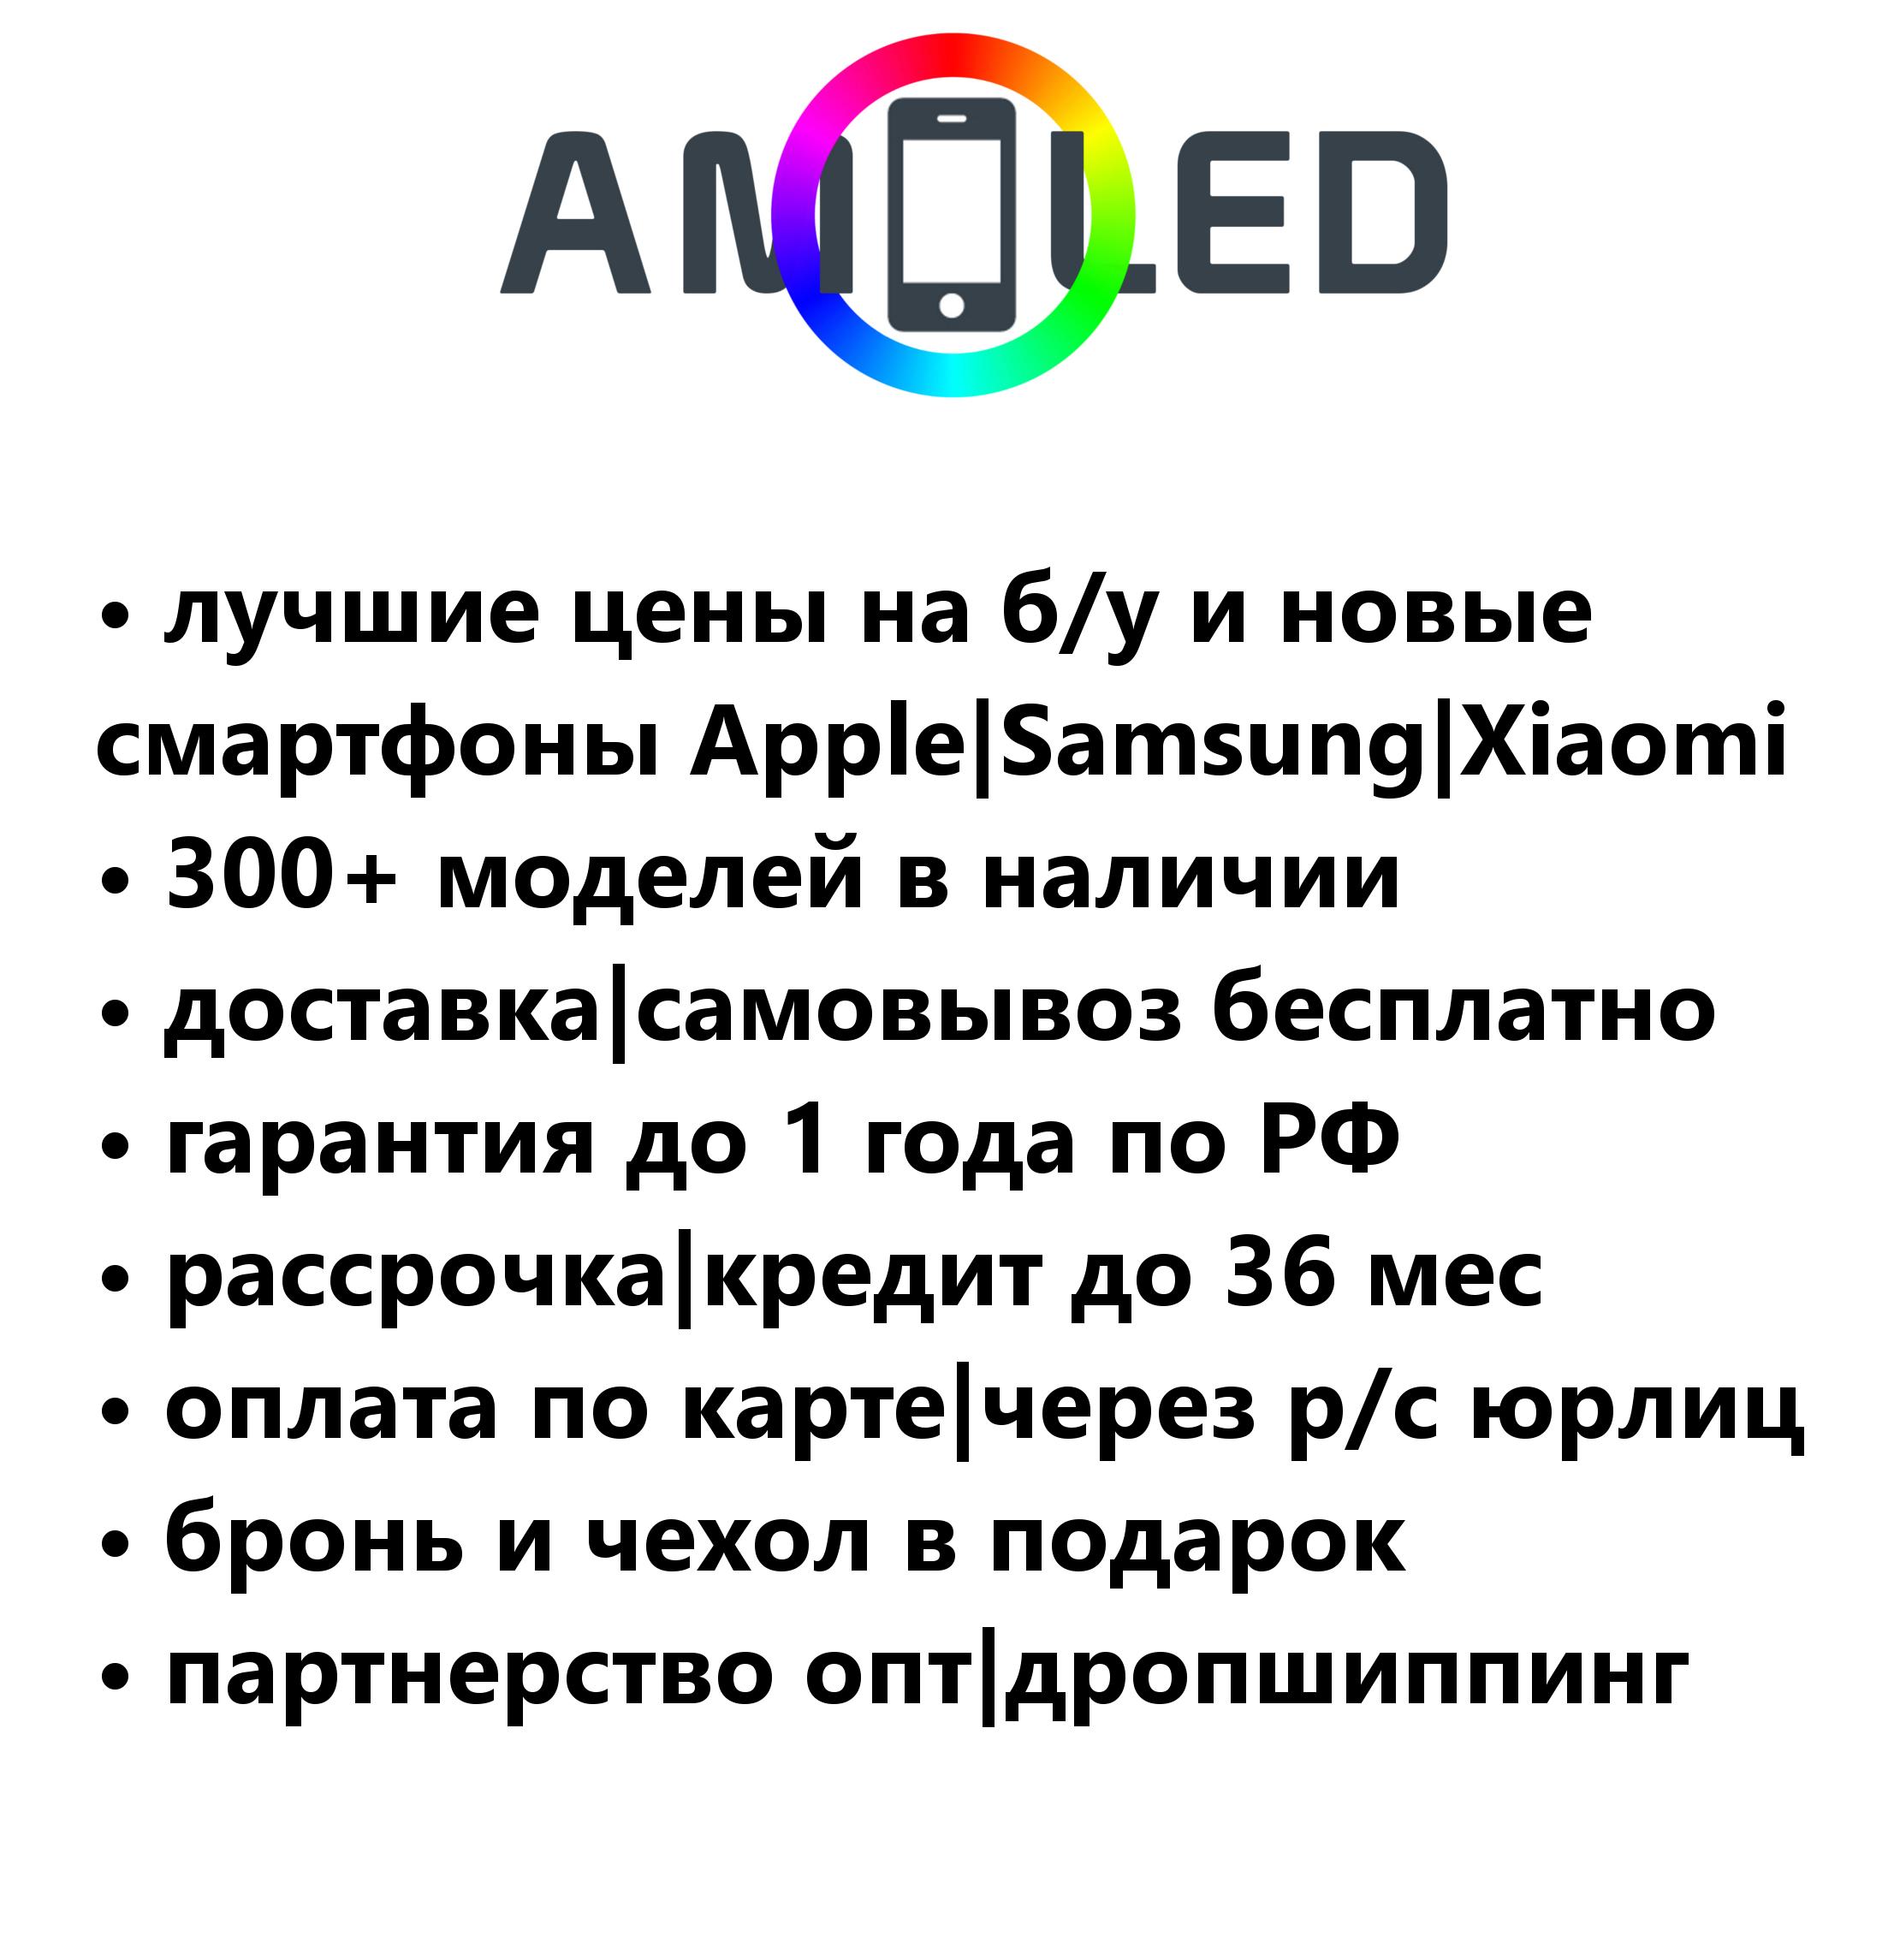 AMOLED
• лучшие цены на б/у и новые
смартфоны Apple|Samsung|Xiaomi
• 300+ моделей в наличии
• доставка|самовывоз бесплатно
• гарантия до 1 года по РФ
• рассрочка|кредит до 36 мес
• оплата по карте|через р/с юрлиц
• бронь и чехол в подарок
• партнерство опт|дропшиппинг